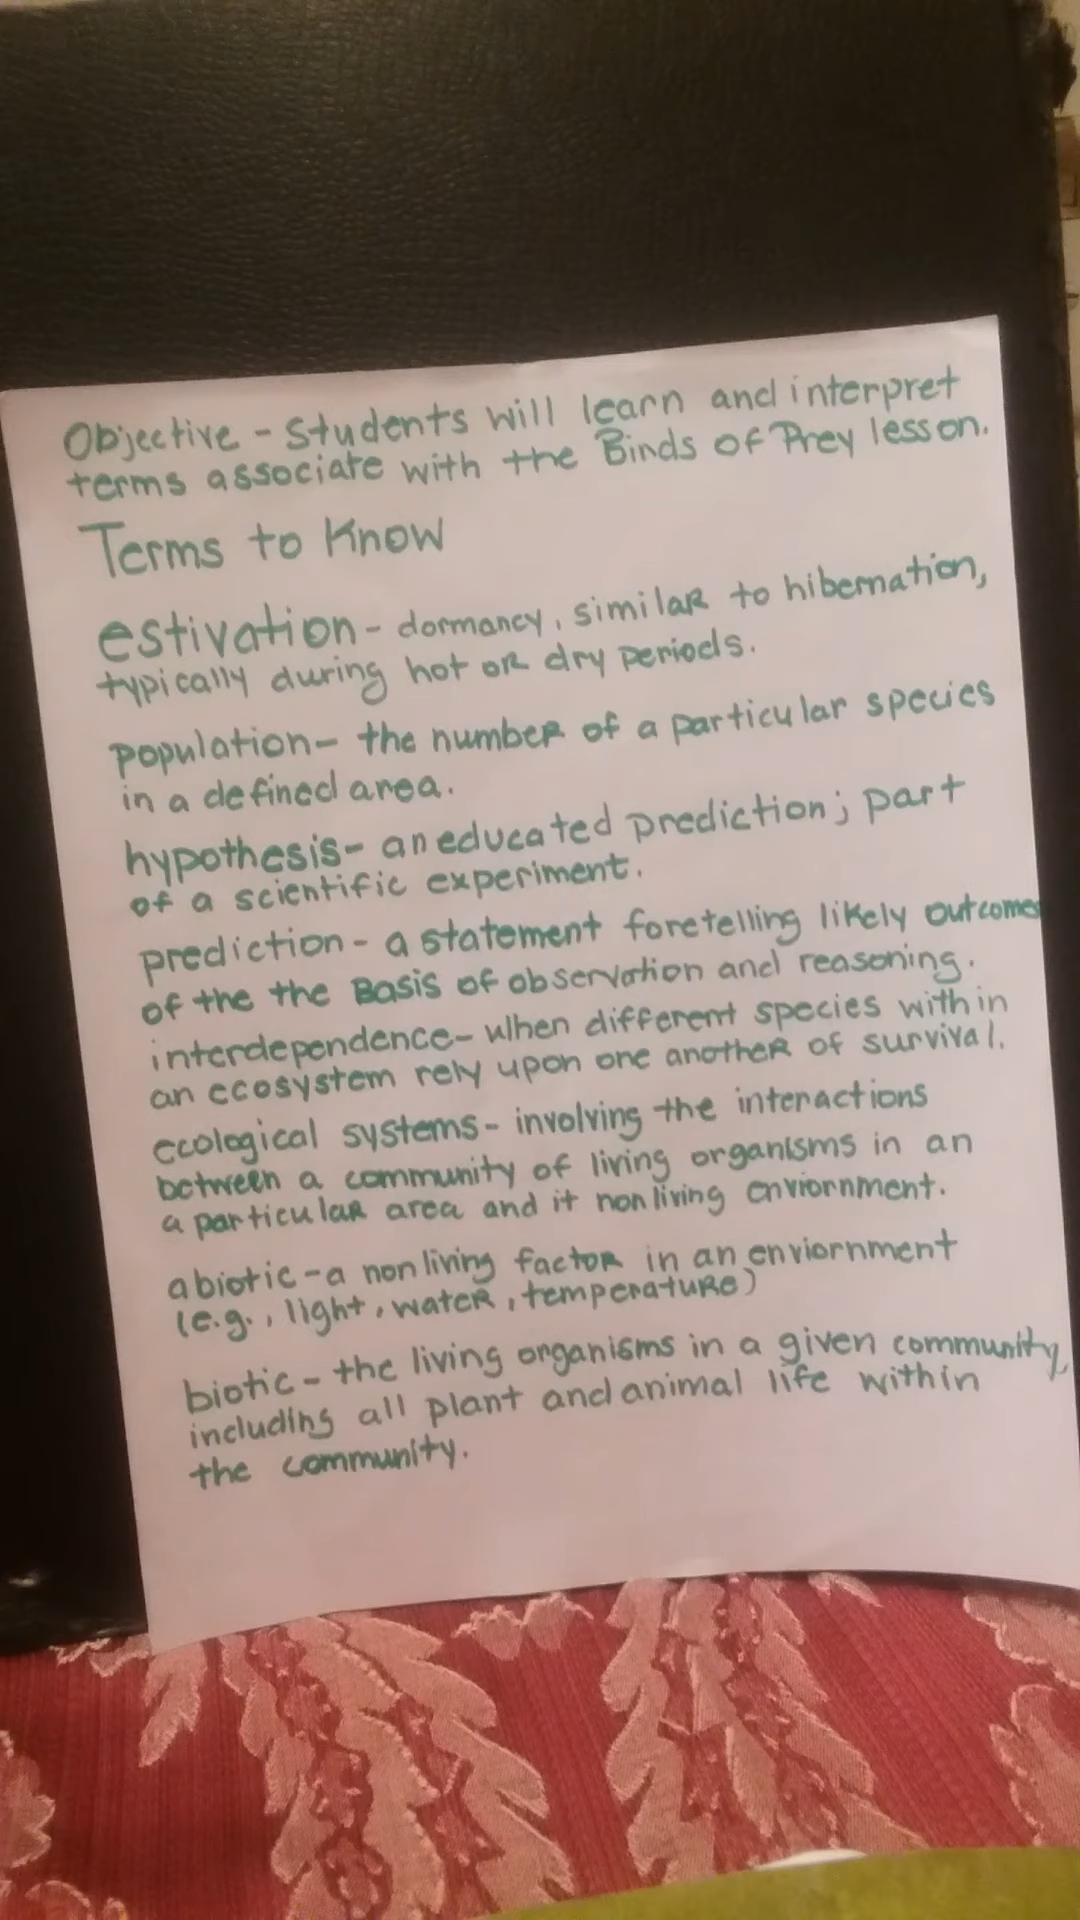 Objective - Students will learn and interpret
terms associate with the Binds of Prey lesson.
Terms to Know
estivation - dormancy, similar to hibernation,
typically during hot or dry periods.
population - the number of a particular species
in a defined area.
hypothesis - an educated prediction; part
of a scientific experiment.
prediction - a statement foretelling likely outcomes
of the the Basis of observation and reasoning.
interdependence - when different species within
an ecosystem rely upon one another of survival.
ecological systems - involving the interactions
between a community of living organisms in an
a particular area and it nonliving enviornment.
abiotic - a nonliving factor in an enviornment
(e.g., light, water, temperature)
biotic - the living organisms in a given community,
including all plant and animal life within
the community.